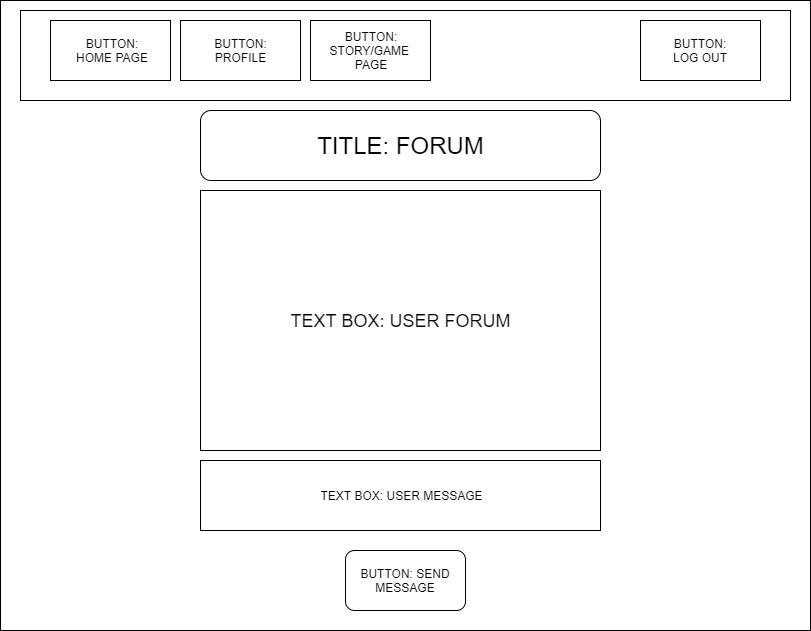 BUTTON:
HOME PAGE
BUTTON:
PROFILE
BUTTON:
STORY/GAME
PAGE
BUTTON:
LOG OUT
TITLE: FORUM
TEXT BOX: USER FORUM
TEXT BOX: USER MESSAGE
BUTTON: SEND
MESSAGE